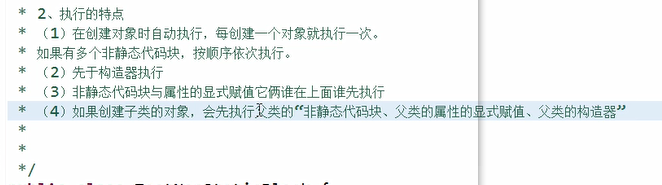 * 2、执行的特点
* （1）在创建对象时自动执行，每创建一个对象就执行一次。
* 如果有多个非静态代码块，按顺序依次执行。
* （2）先于构造器执行
* （3）非静态代码块与属性的显式赋值它俩谁在上面谁先执行
* （4）如果创建子类的对象，会先执行父类的“非静态代码块、父类的属性的显式赋值、父类的构造器”
*
*
*/